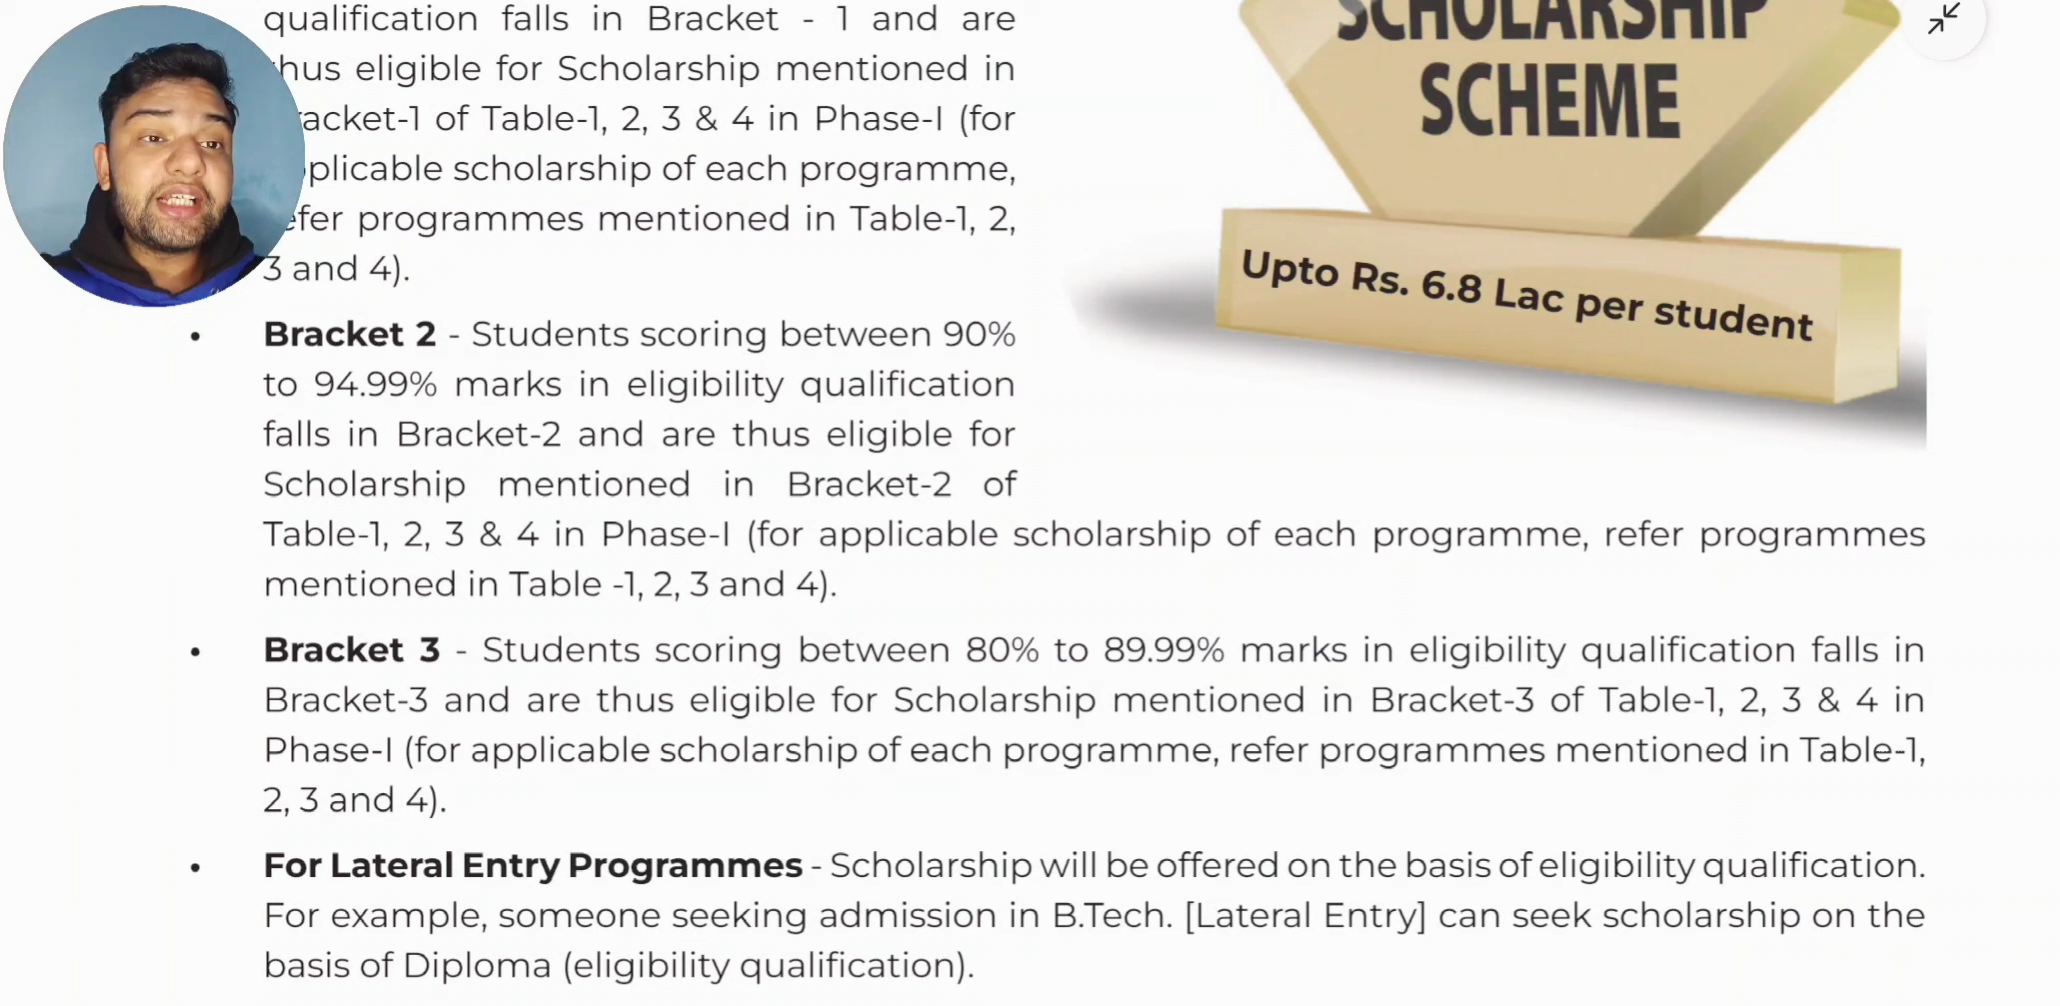 qualification falls in Bracket - 1 and are
eligible for Scholarship mentioned in
of Table-1, 2, 3 & 4 in Phase-I (for
scholarship of each programme,
programmes mentioned in Table-1, 2,
3 and 4).
• Bracket 2 - Students scoring between 90%
to 94.99% marks in eligibility qualification
falls in Bracket-2 and are thus eligible for
Scholarship mentioned in Bracket-2 of
Table-1, 2, 3 & 4 in Phase-I (for applicable scholarship of each programme, refer programmes
mentioned in Table -1, 2, 3 and 4).
• Bracket 3 - Students scoring between 80% to 89.99% marks in eligibility qualification falls in
Bracket-3 and are thus eligible for Scholarship mentioned in Bracket-3 of Table-1, 2, 3 & 4 in
Phase-I (for applicable scholarship of each programme, refer programmes mentioned in Table-1,
2, 3 and 4).
• For Lateral Entry Programmes - Scholarship will be offered on the basis of eligibility qualification.
For example, someone seeking admission in B.Tech. [Lateral Entry] can seek scholarship on the
basis of Diploma (eligibility qualification).
SCHOLARSHIP
SCHEME
Upto Rs. 6.8 Lac per student